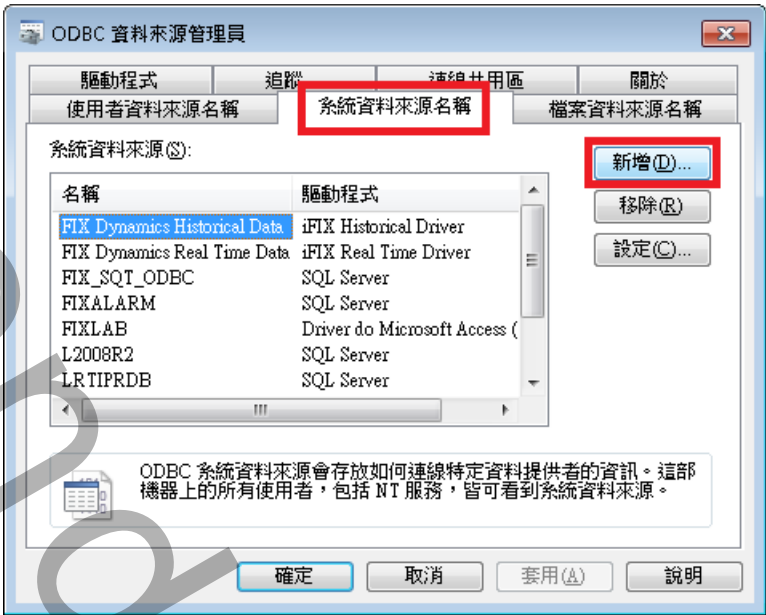 ODBC 資料來源管理員
驅動程式 追蹤 連線共用區 關於
使用者資料來源名稱 系統資料來源名稱 檔案資料來源名稱
系統資料來源(S):
新增(D)...
名稱 驅動程式
移除(R)
FIX Dynamics Historical Data iFIX Historical Driver
FIX Dynamics Real Time Data iFIX Real Time Driver
設定(C)...
FIX_SQT_ODBC SQL Server
FIXALARM SQL Server
FIXLAB Driver do Microsoft Access (
L2008R2 SQL Server
LRTIPRDB SQL Server
ODBC 系統資料來源會存放如何連線特定資料提供者的資訊。這部
機器上的所有使用者，包括 NT 服務，皆可看到系統資料來源。
確定 取消 套用(A) 說明